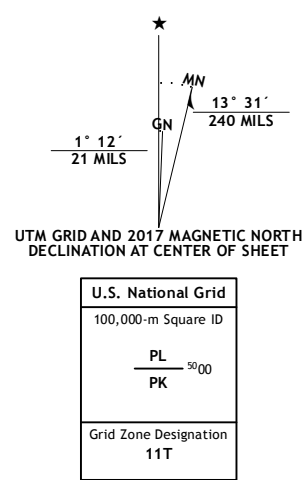 ★
MN
GN
13° 31´
240 MILS
1° 12´
21 MILS
UTM GRID AND 2017 MAGNETIC NORTH
DECLINATION AT CENTER OF SHEET
U.S. National Grid
100,000-m Square ID
PL
⁵⁰00
PK
Grid Zone Designation
11T